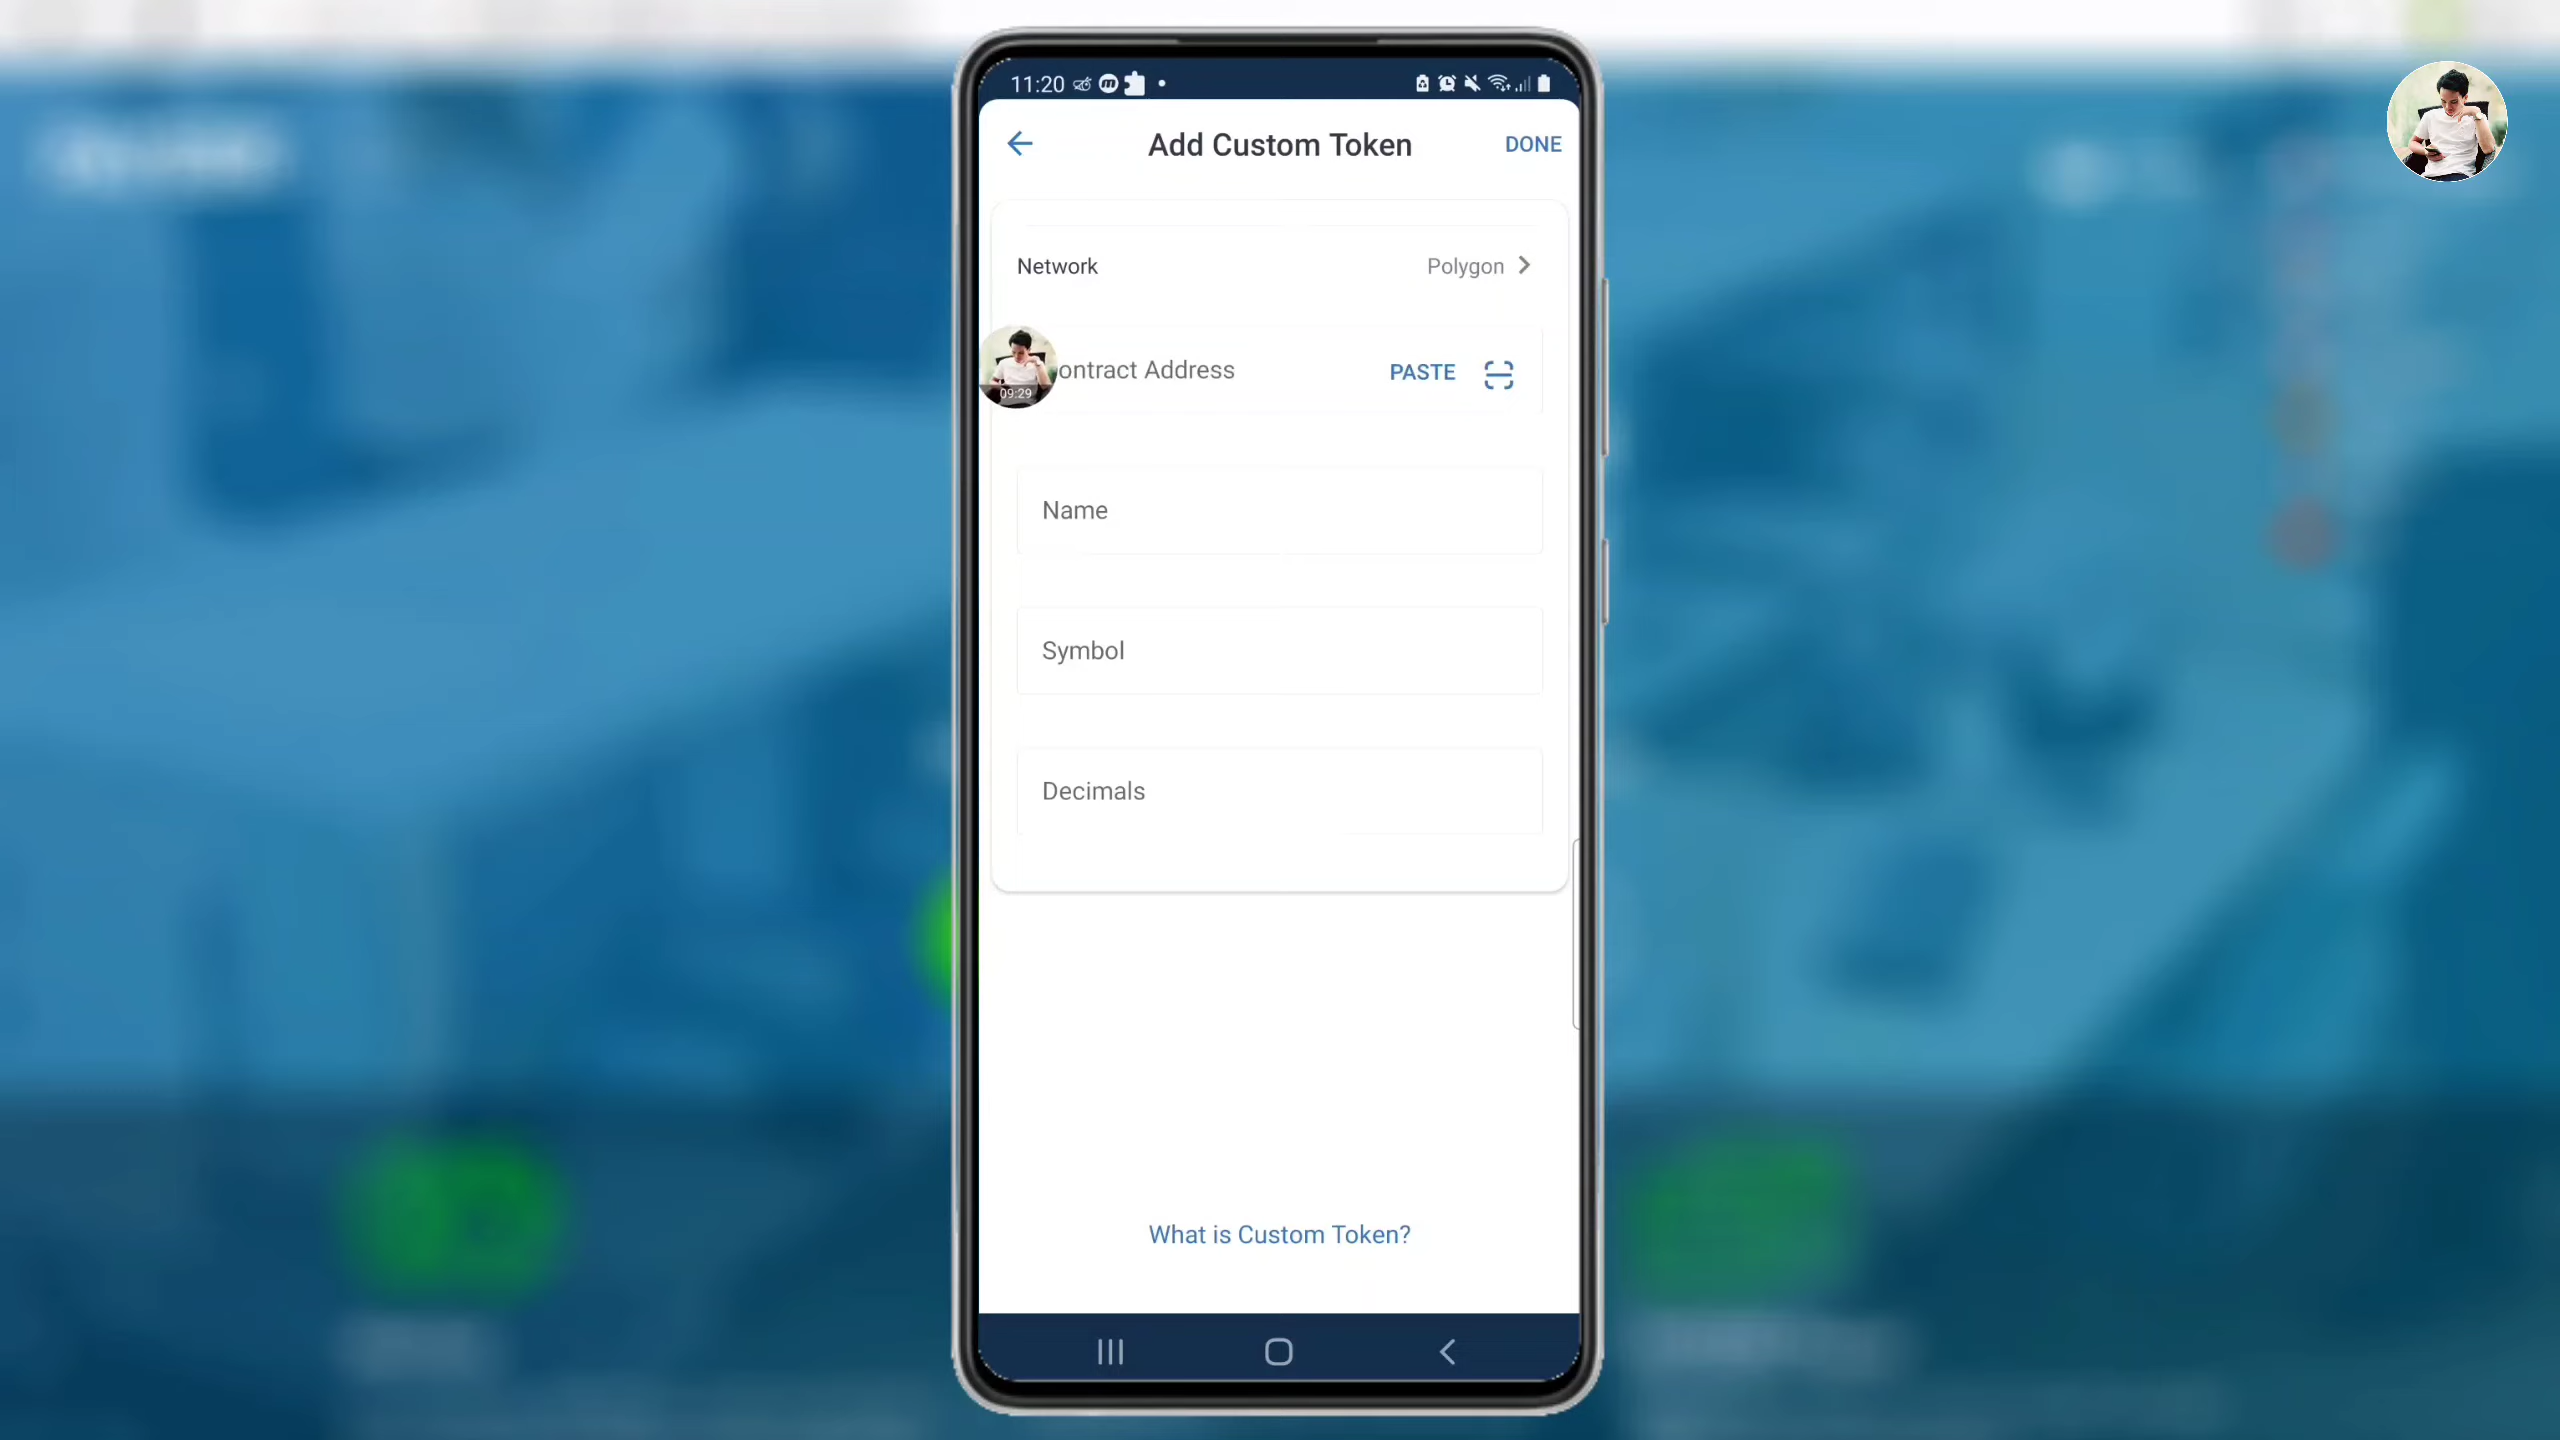 11:20
Add Custom Token
DONE
Network
Polygon
ontract Address
PASTE
09:29
Name
Symbol
Decimals
What is Custom Token?